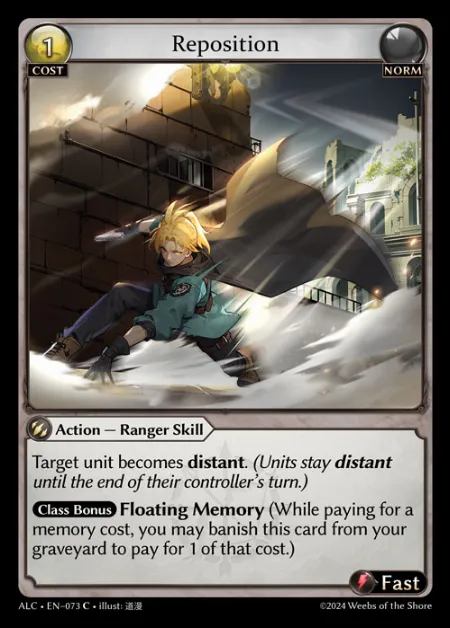 1
Reposition
COST
NORM
Action — Ranger Skill
Target unit becomes distant. (Units stay distant
until the end of their controller's turn.)
Class Bonus Floating Memory (While paying for a
memory cost, you may banish this card from your
graveyard to pay for 1 of that cost.)
Fast
ALC • EN-073 C • illust: 道漫
©2024 Weebs of the Shore